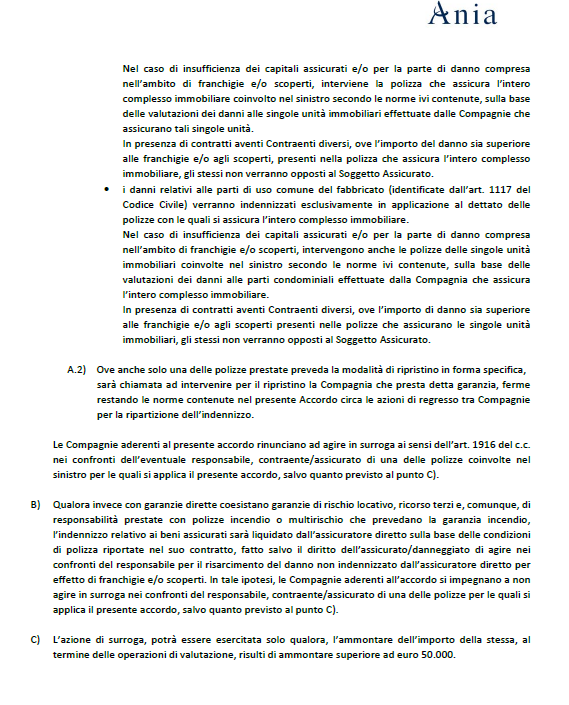 Ania
Nel caso di insufficienza dei capitali assicurati e/o per la parte di danno compresa
nell'ambito di franchigie e/o scoperti, interviene la polizza che assicura l'intero
complesso immobiliare coinvolto nel sinistro secondo le norme ivi contenute, sulla base
delle valutazioni dei danni alle singole unità immobiliari effettuate dalle Compagnie che
assicurano tali singole unità.
In presenza di contratti aventi Contraenti diversi, ove l'importo del danno sia superiore
alle franchigie e/o agli scoperti, presenti nella polizza che assicura l'intero complesso
immobiliare, gli stessi non verranno opposti al Soggetto Assicurato.
• i danni relativi alle parti di uso comune del fabbricato (identificate dall'art. 1117 del
Codice Civile) verranno indennizzati esclusivamente in applicazione al dettato delle
polizze con le quali si assicura l'intero complesso immobiliare.
Nel caso di insufficienza dei capitali assicurati e/o per la parte di danno compresa
nell'ambito di franchigie e/o scoperti, intervengono anche le polizze delle singole unità
immobiliari coinvolte nel sinistro secondo le norme ivi contenute, sulla base delle
valutazioni dei danni alle parti condominiali effettuate dalla Compagnia che assicura
l'intero complesso immobiliare.
In presenza di contratti aventi Contraenti diversi, ove l'importo di danno sia superiore
alle franchigie e/o agli scoperti presenti nelle polizze che assicurano le singole unità
immobiliari, gli stessi non verranno opposti al Soggetto Assicurato.
A.2) Ove anche solo una delle polizze prestate preveda la modalità di ripristino in forma specifica,
sarà chiamata ad intervenire per il ripristino la Compagnia che presta detta garanzia, ferme
restando le norme contenute nel presente Accordo circa le azioni di regresso tra Compagnie
per la ripartizione dell'indennizzo.
Le Compagnie aderenti al presente accordo rinunciano ad agire in surroga ai sensi dell'art. 1916 del c.c.
nei confronti dell'eventuale responsabile, contraente/assicurato di una delle polizze coinvolte nel
sinistro per le quali si applica il presente accordo, salvo quanto previsto al punto C).
B) Qualora invece con garanzie dirette coesistano garanzie di rischio locativo, ricorso terzi e, comunque, di
responsabilità prestate con polizze incendio o multirischio che prevedano la garanzia incendio,
l'indennizzo relativo ai beni assicurati sarà liquidato dall'assicuratore diretto sulla base delle condizioni
di polizza riportate nel suo contratto, fatto salvo il diritto dell'assicurato/danneggiato di agire nei
confronti del responsabile per il risarcimento del danno non indennizzato dall'assicuratore diretto per
effetto di franchigie e/o scoperti. In tale ipotesi, le Compagnie aderenti all'accordo si impegnano a non
agire in surroga nei confronti del responsabile, contraente/assicurato di una delle polizze per le quali si
applica il presente accordo, salvo quanto previsto al punto C).
C) L'azione di surroga, potrà essere esercitata solo qualora, l'ammontare dell'importo della stessa, al
termine delle operazioni di valutazione, risulti di ammontare superiore ad euro 50.000.